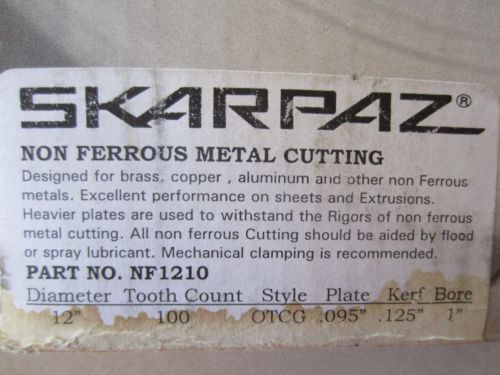 SKARPAZ®
NON FERROUS METAL CUTTING
Designed for brass, copper , aluminum and other non Ferrous
metals. Excellent performance on sheets and Extrusions.
Heavier plates are used to withstand the Rigors of non ferrous
metal cutting. All non ferrous Cutting should be aided by flood
or spray lubricant. Mechanical clamping is recommended.
PART NO. NF1210
Diameter Tooth Count Style Plate Kerf Bore
12" 100 OTCG .095" .125" 1"